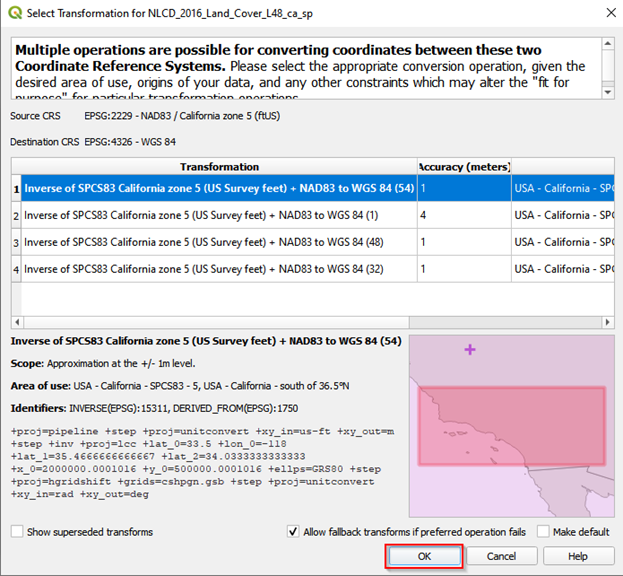 Select Transformation for NLCD_2016_Land_Cover_L48_ca_sp
Multiple operations are possible for converting coordinates between these two
Coordinate Reference Systems. Please select the appropriate conversion operation, given the
desired area of use, origins of your data, and any other constraints which may alter the "fit for
purpose" for particular transformation operations.
Source CRS EPSG:2229 - NAD83 / California zone 5 (ftUS)
Destination CRS EPSG:4326 - WGS 84
Transformation Accuracy (meters)
1 Inverse of SPCS83 California zone 5 (US Survey feet) + NAD83 to WGS 84 (54) 1 USA - California - SPC
2 Inverse of SPCS83 California zone 5 (US Survey feet) + NAD83 to WGS 84 (1) 4 USA - California - SPC
3 Inverse of SPCS83 California zone 5 (US Survey feet) + NAD83 to WGS 84 (48) 1 USA - California - SPC
4 Inverse of SPCS83 California zone 5 (US Survey feet) + NAD83 to WGS 84 (32) 1 USA - California - SPC
Inverse of SPCS83 California zone 5 (US Survey feet) + NAD83 to WGS 84 (54)
Scope: Approximation at the +/- 1m level.
Area of use: USA - California - SPCS83 - 5, USA - California - south of 36.5°N
Identifiers: INVERSE(EPSG):15311, DERIVED_FROM(EPSG):1750
+proj=pipeline +step +proj=unitconvert +xy_in=us-ft +xy_out=m
+step +inv +proj=lcc +lat_0=33.5 +lon_0=-118
+lat_1=35.4666666666667 +lat_2=34.0333333333333
+x_0=2000000.0001016 +y_0=500000.0001016 +ellps=GRS80 +step
+proj=hgridshift +grids=cshpgn.gsb +step +proj=unitconvert
+xy_in=rad +xy_out=deg
Show superseded transforms Allow fallback transforms if preferred operation fails Make default
OK Cancel Help